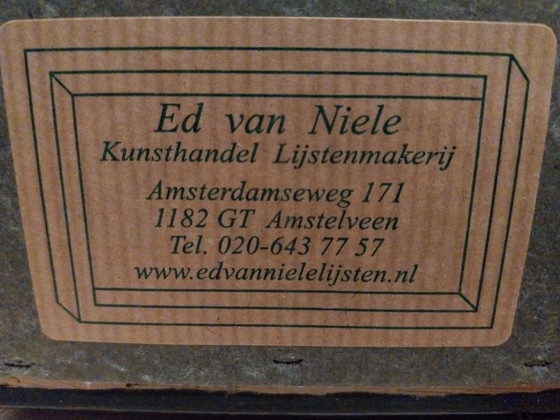 Ed van Niele
Kunsthandel Lijstenmakerij
Amsterdamseweg 171
1182 GT Amstelveen
Tel. 020-643 77 57
www.edvannielelijsten.nl